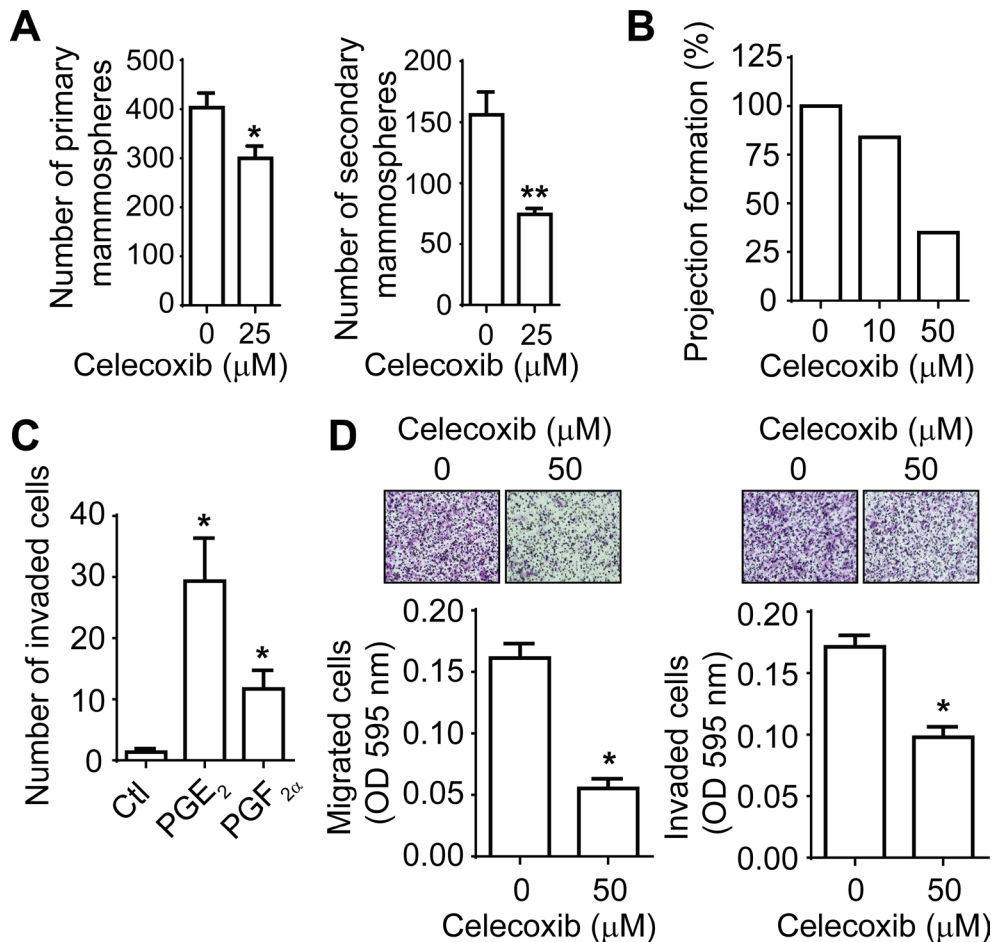 A
Number of primary
mammospheres
500
400
300
200
100
0
*
0 25
Celecoxib (μM)
Number of secondary
mammospheres
200
150
100
50
0
**
0 25
Celecoxib (μM)
B
Projection formation (%)
125
100
75
50
25
0
0 10 50
Celecoxib (μM)
C
Number of invaded cells
40
30
20
10
0
*
*
Ctl
PGE2
PGF2α
D
Celecoxib (μM)
0 50
Migrated cells
(OD 595 nm)
0.20
0.15
0.10
0.05
0.00
*
0 50
Celecoxib (μM)
Celecoxib (μM)
0 50
Invaded cells
(OD 595 nm)
0.20
0.15
0.10
0.05
0.00
*
0 50
Celecoxib (μM)